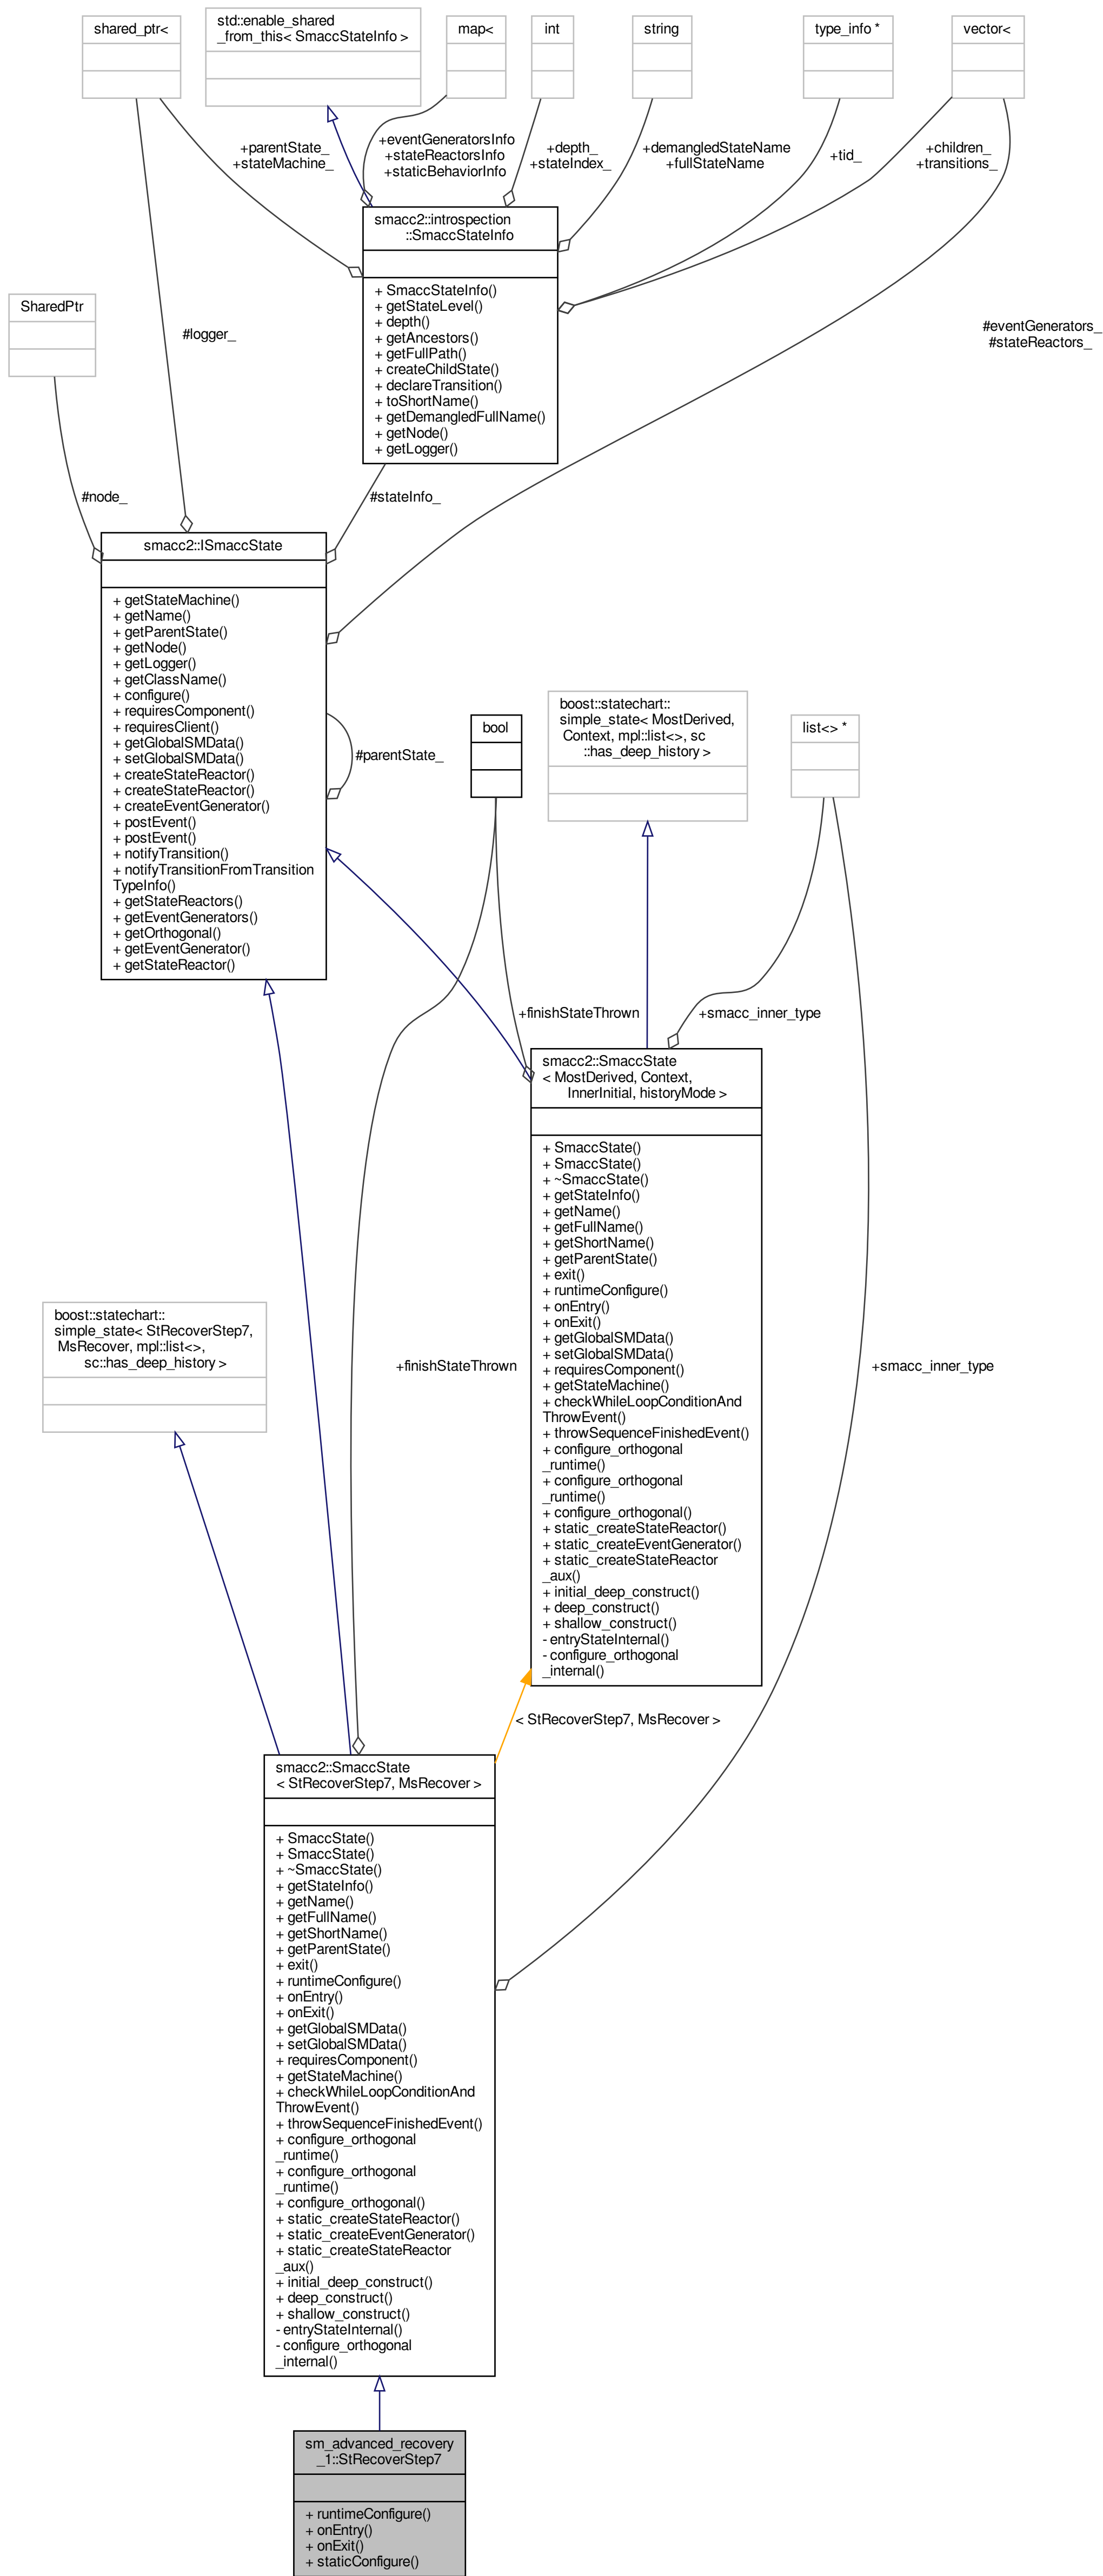 shared_ptr<
std::enable_shared
_from_this< SmaccStateInfo >
map<
int
string
type_info *
vector<
+parentState_
+stateMachine_
+eventGeneratorsInfo
+stateReactorsInfo
+staticBehaviorInfo
+depth_
+stateIndex_
+demangledStateName
+fullStateName
+tid_
+children_
+transitions_
smacc2::introspection
::SmaccStateInfo
+ SmaccStateInfo()
+ getStateLevel()
+ depth()
+ getAncestors()
+ getFullPath()
+ createChildState()
+ declareTransition()
+ toShortName()
+ getDemangledFullName()
+ getNode()
+ getLogger()
SharedPtr
#logger_
#eventGenerators_
#stateReactors_
#node_
#stateInfo_
smacc2::ISmaccState
+ getStateMachine()
+ getName()
+ getParentState()
+ getNode()
+ getLogger()
+ getClassName()
+ configure()
+ requiresComponent()
+ requiresClient()
+ getGlobalSMData()
+ setGlobalSMData()
+ createStateReactor()
+ createStateReactor()
+ createEventGenerator()
+ postEvent()
+ postEvent()
+ notifyTransition()
+ notifyTransitionFromTransition
TypeInfo()
+ getStateReactors()
+ getEventGenerators()
+ getOrthogonal()
+ getEventGenerator()
+ getStateReactor()
#parentState_
bool
boost::statechart::
simple_state< MostDerived,
Context, mpl::list<>, sc
::has_deep_history >
list<> *
+finishStateThrown
+smacc_inner_type
smacc2::SmaccState
< MostDerived, Context,
InnerInitial, historyMode >
+ SmaccState()
+ SmaccState()
+ ~SmaccState()
+ getStateInfo()
+ getName()
+ getFullName()
+ getShortName()
+ getParentState()
+ exit()
+ runtimeConfigure()
+ onEntry()
+ onExit()
+ getGlobalSMData()
+ setGlobalSMData()
+ requiresComponent()
+ getStateMachine()
+ checkWhileLoopConditionAnd
ThrowEvent()
+ throwSequenceFinishedEvent()
+ configure_orthogonal
_runtime()
+ configure_orthogonal
_runtime()
+ configure_orthogonal()
+ static_createStateReactor()
+ static_createEventGenerator()
+ static_createStateReactor
_aux()
+ initial_deep_construct()
+ deep_construct()
+ shallow_construct()
- entryStateInternal()
- configure_orthogonal
_internal()
boost::statechart::
simple_state< StRecoverStep7,
MsRecover, mpl::list<>,
sc::has_deep_history >
+finishStateThrown
+smacc_inner_type
< StRecoverStep7, MsRecover >
smacc2::SmaccState
< StRecoverStep7, MsRecover >
+ SmaccState()
+ SmaccState()
+ ~SmaccState()
+ getStateInfo()
+ getName()
+ getFullName()
+ getShortName()
+ getParentState()
+ exit()
+ runtimeConfigure()
+ onEntry()
+ onExit()
+ getGlobalSMData()
+ setGlobalSMData()
+ requiresComponent()
+ getStateMachine()
+ checkWhileLoopConditionAnd
ThrowEvent()
+ throwSequenceFinishedEvent()
+ configure_orthogonal
_runtime()
+ configure_orthogonal
_runtime()
+ configure_orthogonal()
+ static_createStateReactor()
+ static_createEventGenerator()
+ static_createStateReactor
_aux()
+ initial_deep_construct()
+ deep_construct()
+ shallow_construct()
- entryStateInternal()
- configure_orthogonal
_internal()
sm_advanced_recovery
_1::StRecoverStep7
+ runtimeConfigure()
+ onEntry()
+ onExit()
+ staticConfigure()